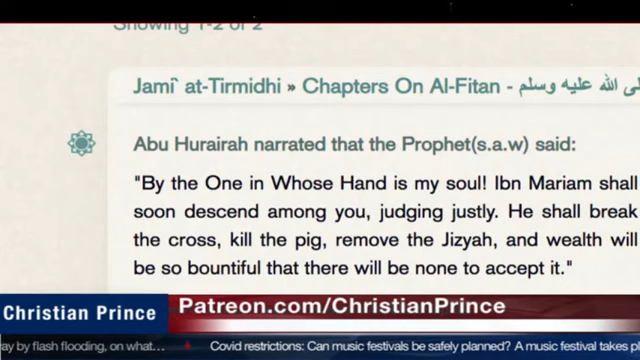 Showing 1-2 of 2
Jami` at-Tirmidhi » Chapters On Al-Fitan - لى الله عليه وسلم
Abu Hurairah narrated that the Prophet(s.a.w) said:
"By the One in Whose Hand is my soul! Ibn Mariam shall
soon descend among you, judging justly. He shall break
the cross, kill the pig, remove the Jizyah, and wealth will
be so bountiful that there will be none to accept it."
Christian Prince
Patreon.com/ChristianPrince
ay by flash flooding, on what... Covid restrictions: Can music festivals be safely planned? A music festival takes pl